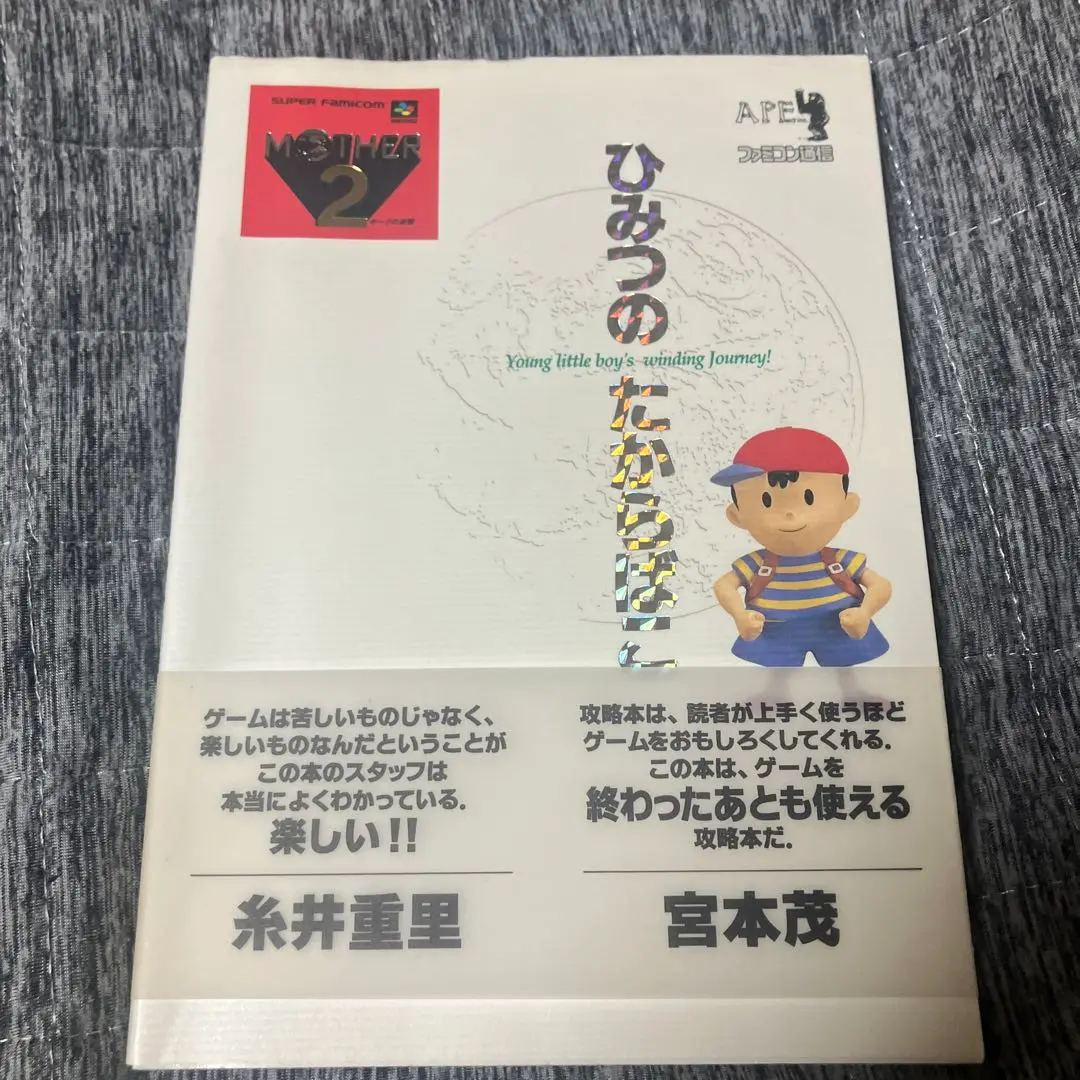 SUPER Famicom
MOTHER
2
ギーグの逆襲
APE
ファミコン通信
ひみつの たからばこ
Young little boy's winding Journey!
ゲームは苦しいものじゃなく、
楽しいものなんだということが
この本のスタッフは
本当によくわかっている.
楽しい!!
糸井重里
攻略本は、読者が上手く使うほど
ゲームをおもしろくしてくれる.
この本は、ゲームを
終わったあとも使える
攻略本だ.
宮本茂